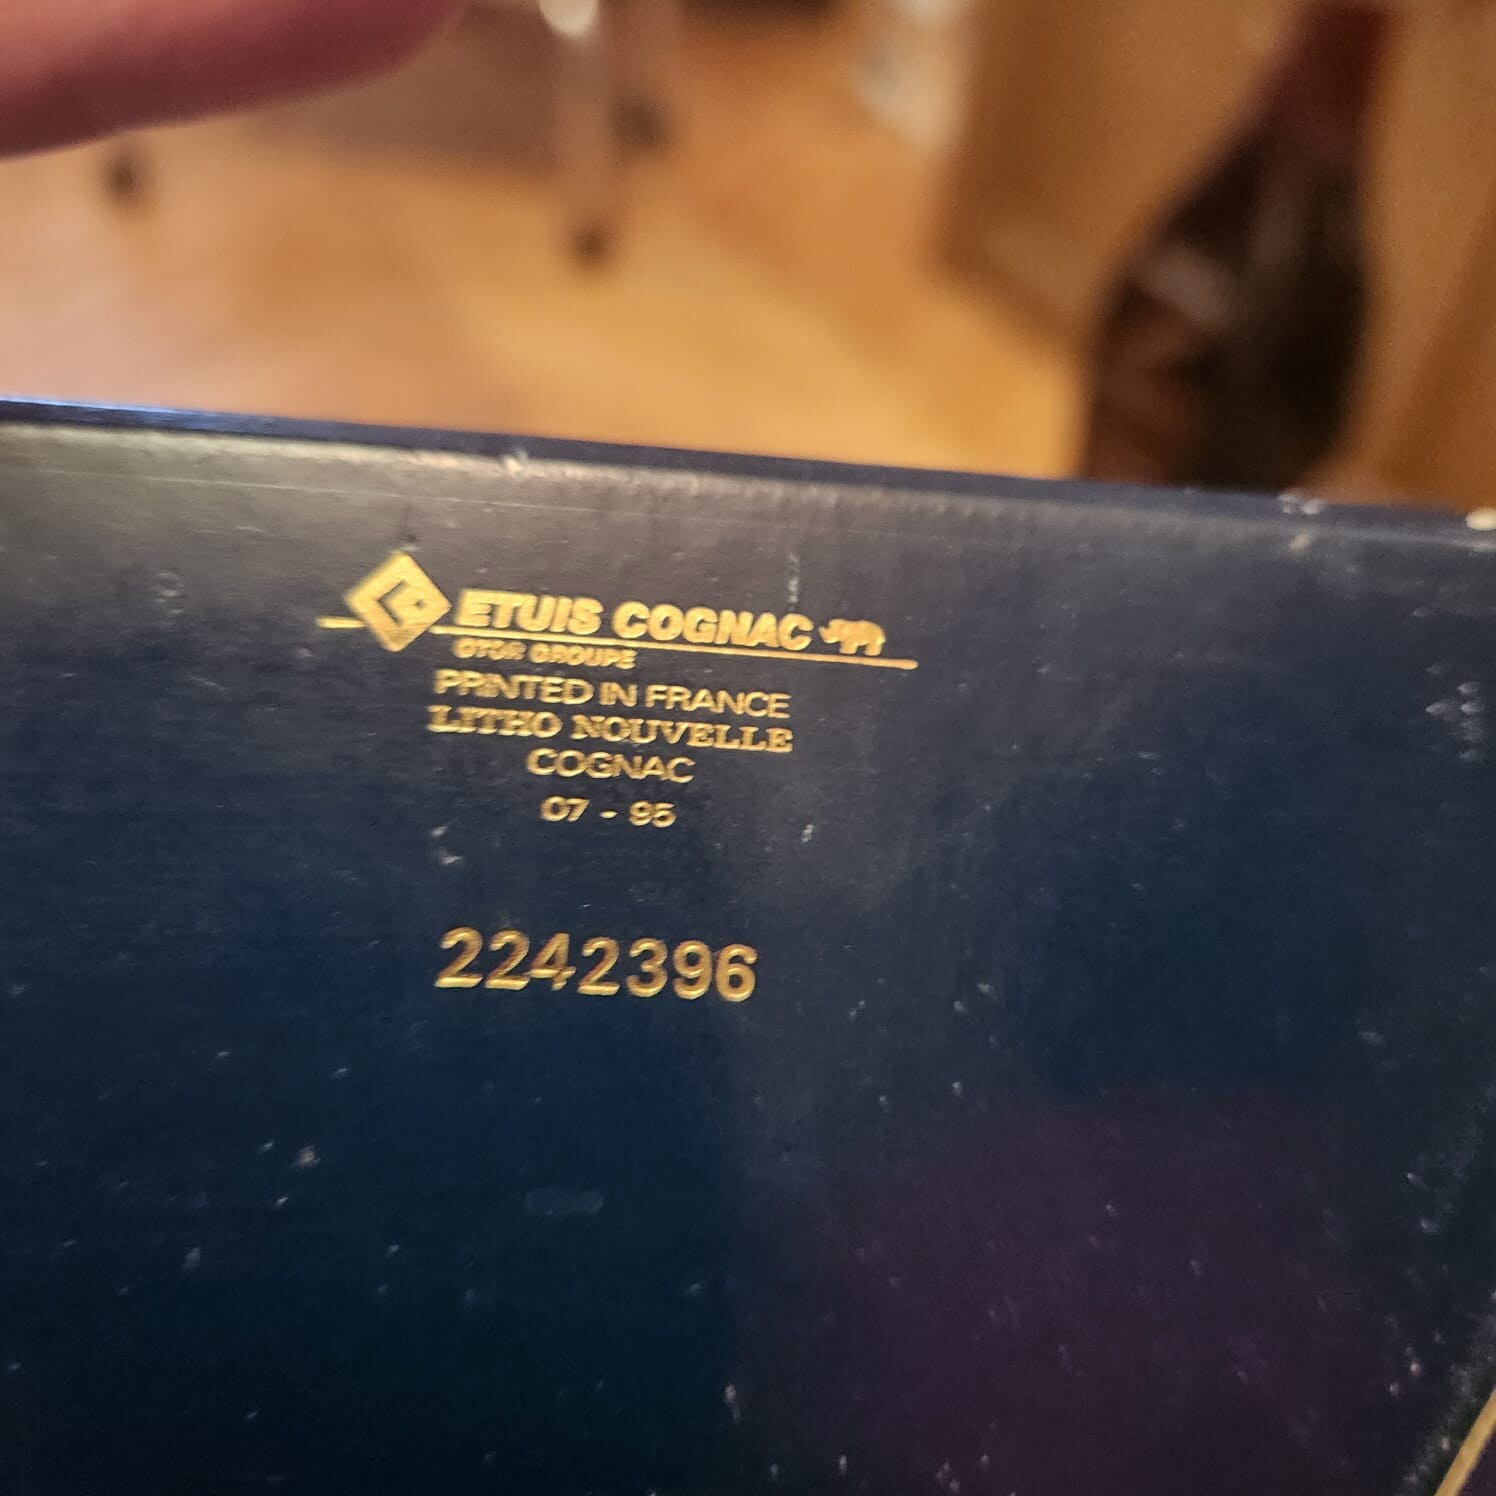 ETUIS COGNAC
OTOR GROUPE
PRINTED IN FRANCE
LITHO NOUVELLE
COGNAC
07 - 95
2242396